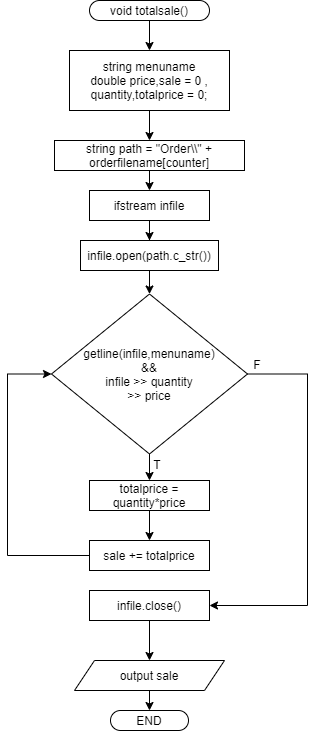 void totalsale()
string menuname
double price,sale = 0 ,
quantity,totalprice = 0;
string path = "Order\\" +
orderfilename[counter]
ifstream infile
infile.open(path.c_str())
getline(infile,menuname)
&&
infile >> quantity
>> price
F
T
totalprice =
quantity*price
sale += totalprice
infile.close()
output sale
END